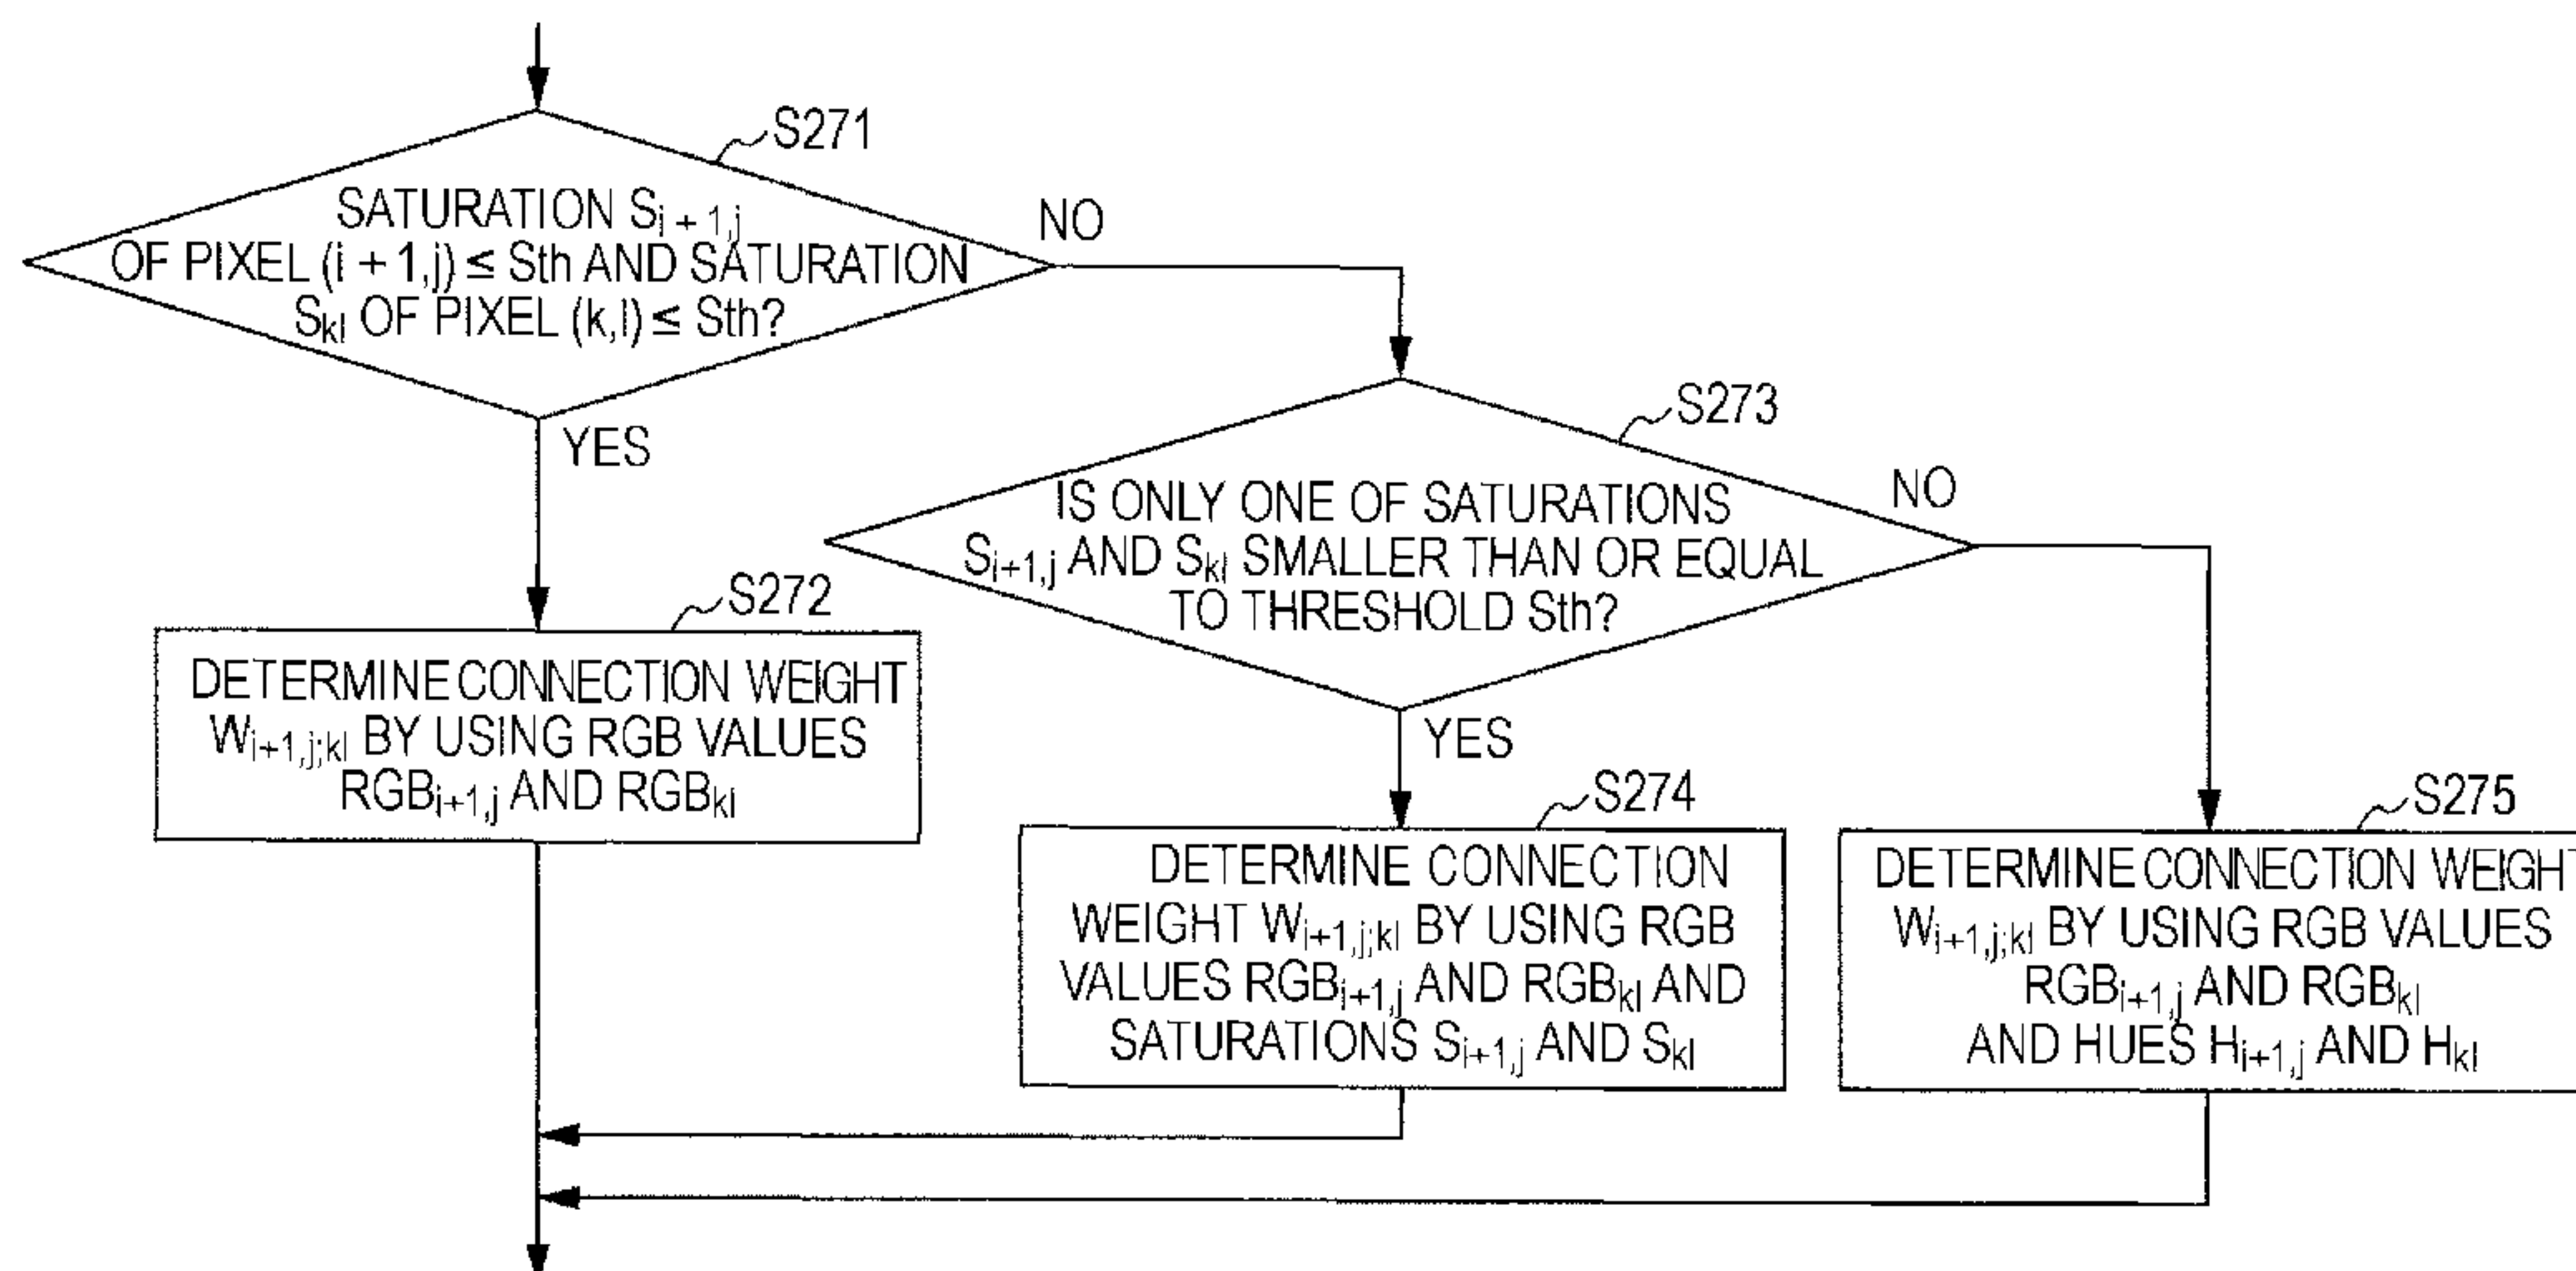 S271
SATURATION Si + 1,j
OF PIXEL (i + 1,j) ≤ Sth AND SATURATION
Skl OF PIXEL (k,l) ≤ Sth?
NO
YES
S273
IS ONLY ONE OF SATURATIONS
Si+1,j AND Skl SMALLER THAN OR EQUAL
TO THRESHOLD Sth?
NO
YES
S272
DETERMINE CONNECTION WEIGHT
Wi+1,j;kl BY USING RGB VALUES
RGBi+1,j AND RGBkl
S274
DETERMINE CONNECTION
WEIGHT Wi+1,j;kl BY USING RGB
VALUES RGBi+1,j AND RGBkl AND
SATURATIONS Si+1,j AND Skl
S275
DETERMINE CONNECTION WEIGHT
Wi+1,j;kl BY USING RGB VALUES
RGBi+1,j AND RGBkl
AND HUES Hi+1,j AND Hkl